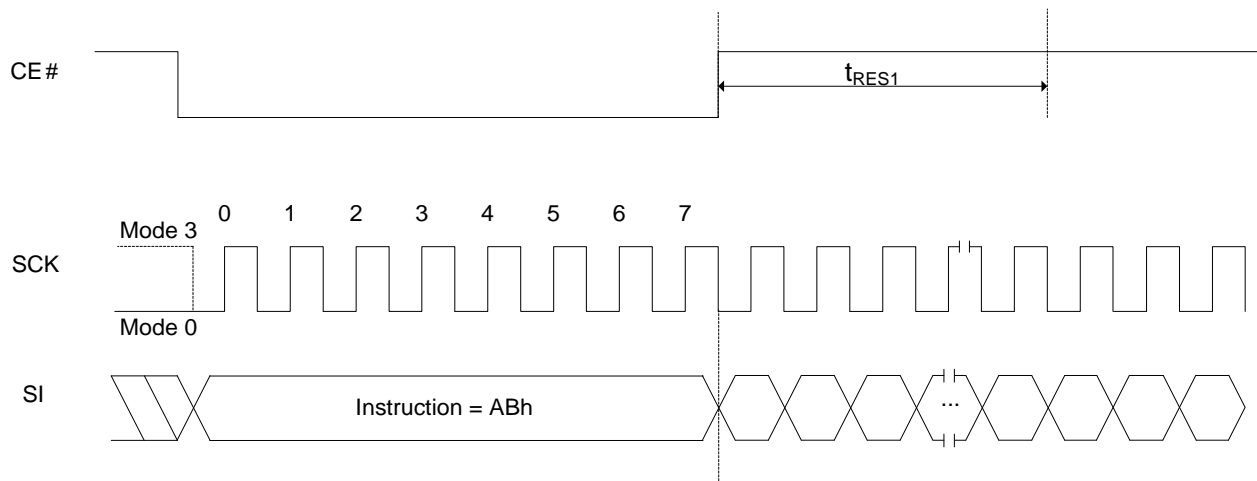 CE#
tRES1
0 1 2 3 4 5 6 7
Mode 3
SCK
Mode 0
SI
Instruction = ABh
...